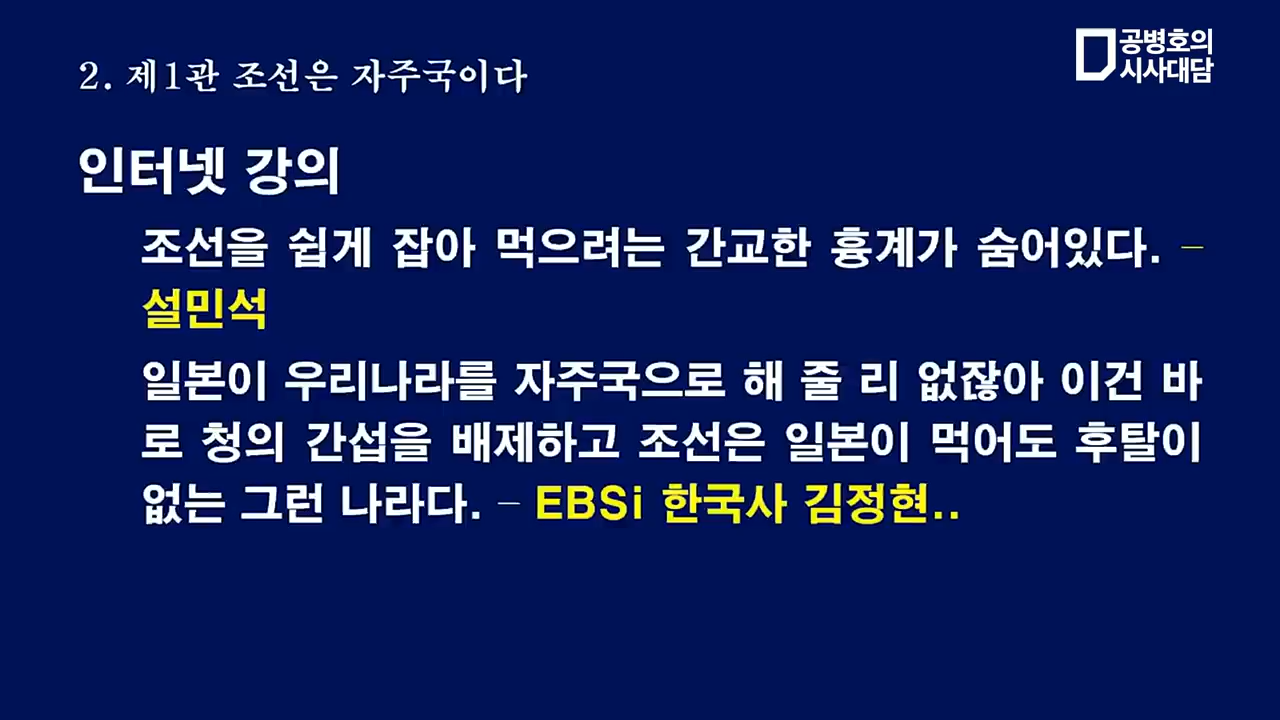 2. 제1관 조선은 자주국이다
공병호의
시사대담
인터넷 강의
조선을 쉽게 잡아 먹으려는 간교한 흉계가 숨어있다. –
설민석
일본이 우리나라를 자주국으로 해 줄 리 없잖아 이건 바
로 청의 간섭을 배제하고 조선은 일본이 먹어도 후탈이
없는 그런 나라다. – EBSi 한국사 김정현..